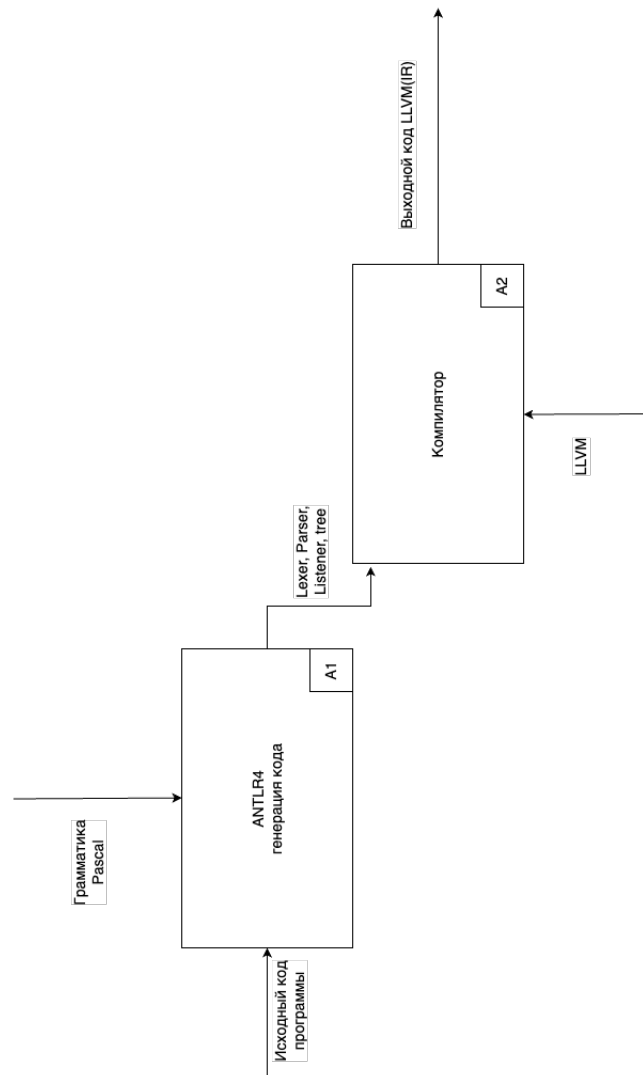 Грамматика
Pascal
Исходный код
программы
ANTLR4
генерация кода
A1
Lexer, Parser,
Listener, tree
Компилятор
A2
LLVM
Выходной код LLVM(IR)